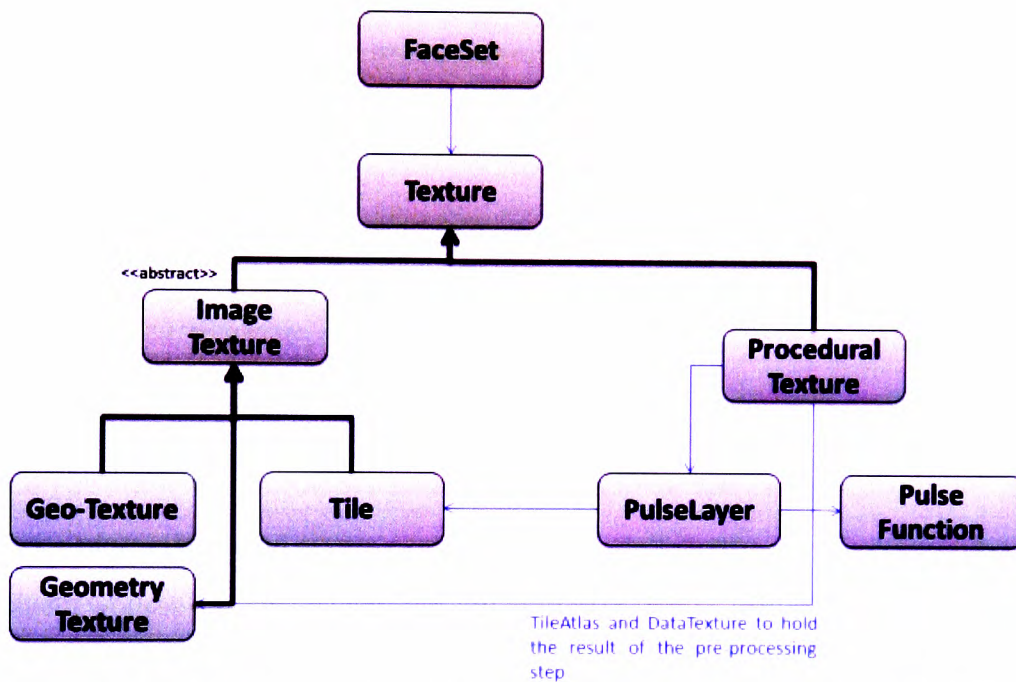 FaceSet
Texture
<<abstract>>
Image
Texture
Procedural
Texture
Geo-Texture
Tile
PulseLayer
Pulse
Function
Geometry
Texture
TileAtlas and DataTexture to hold
the result of the pre-processing
step